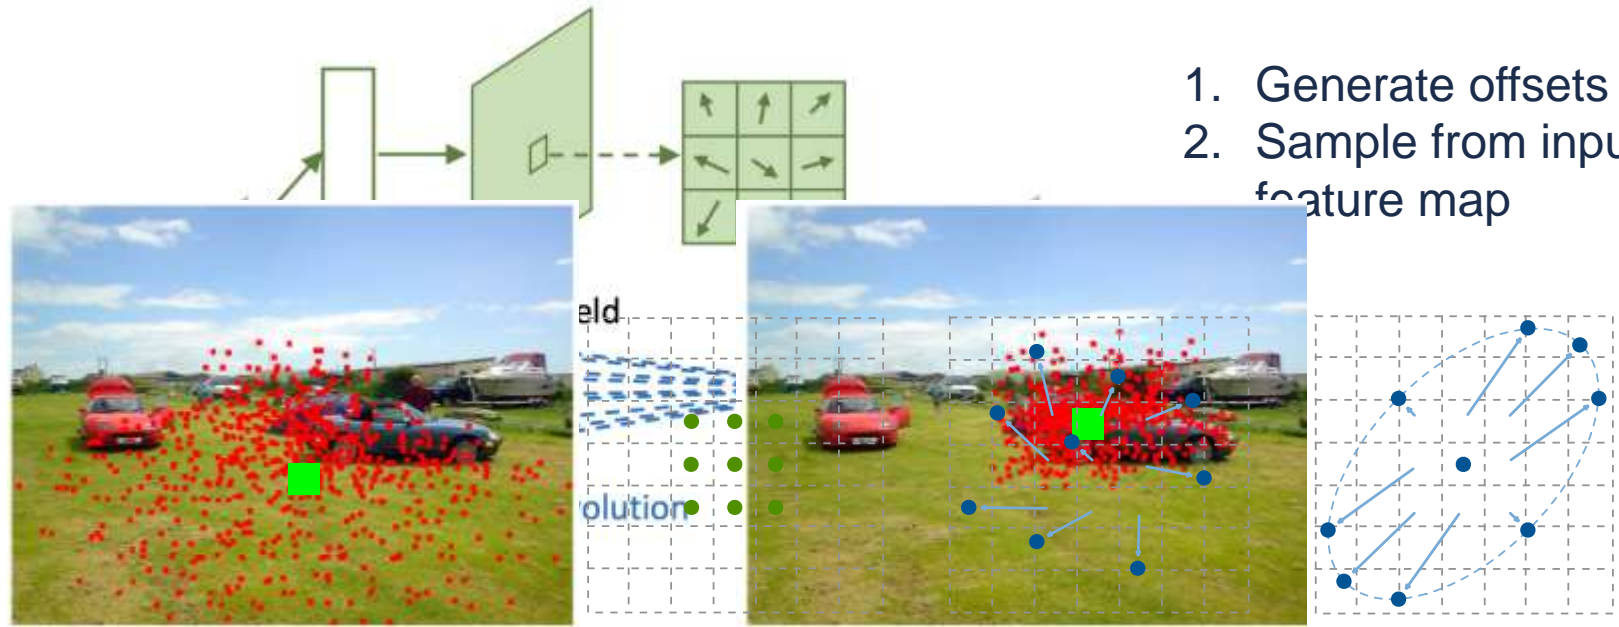 1. Generate offsets
2. Sample from inpu
feature map
eld
olution